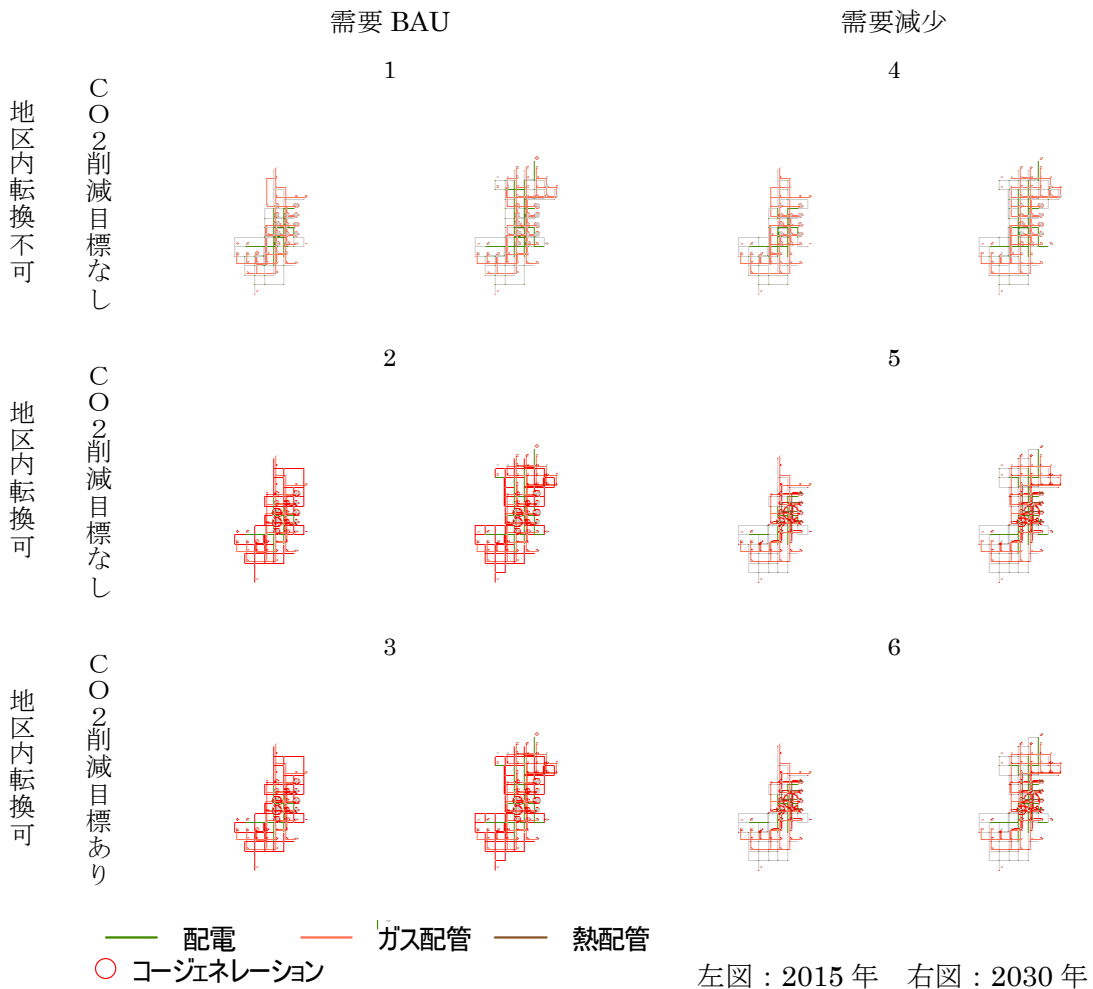 需要 BAU
需要減少
1
4
地区内転換不可
CO2削減目標なし
2
5
地区内転換可
CO2削減目標なし
3
6
地区内転換可
CO2削減目標あり
配電
ガス配管
熱配管
コージェネレーション
左図：2015 年 右図：2030 年